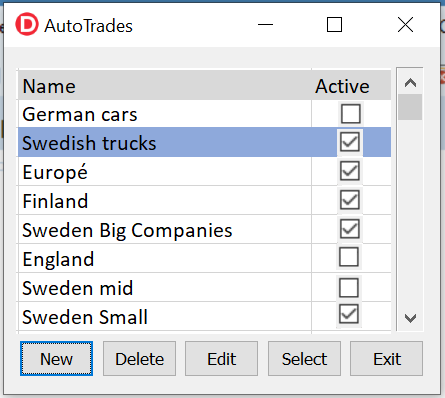 D AutoTrades
Name Active
German cars
Swedish trucks
Europé
Finland
Sweden Big Companies
England
Sweden mid
Sweden Small
New Delete Edit Select Exit